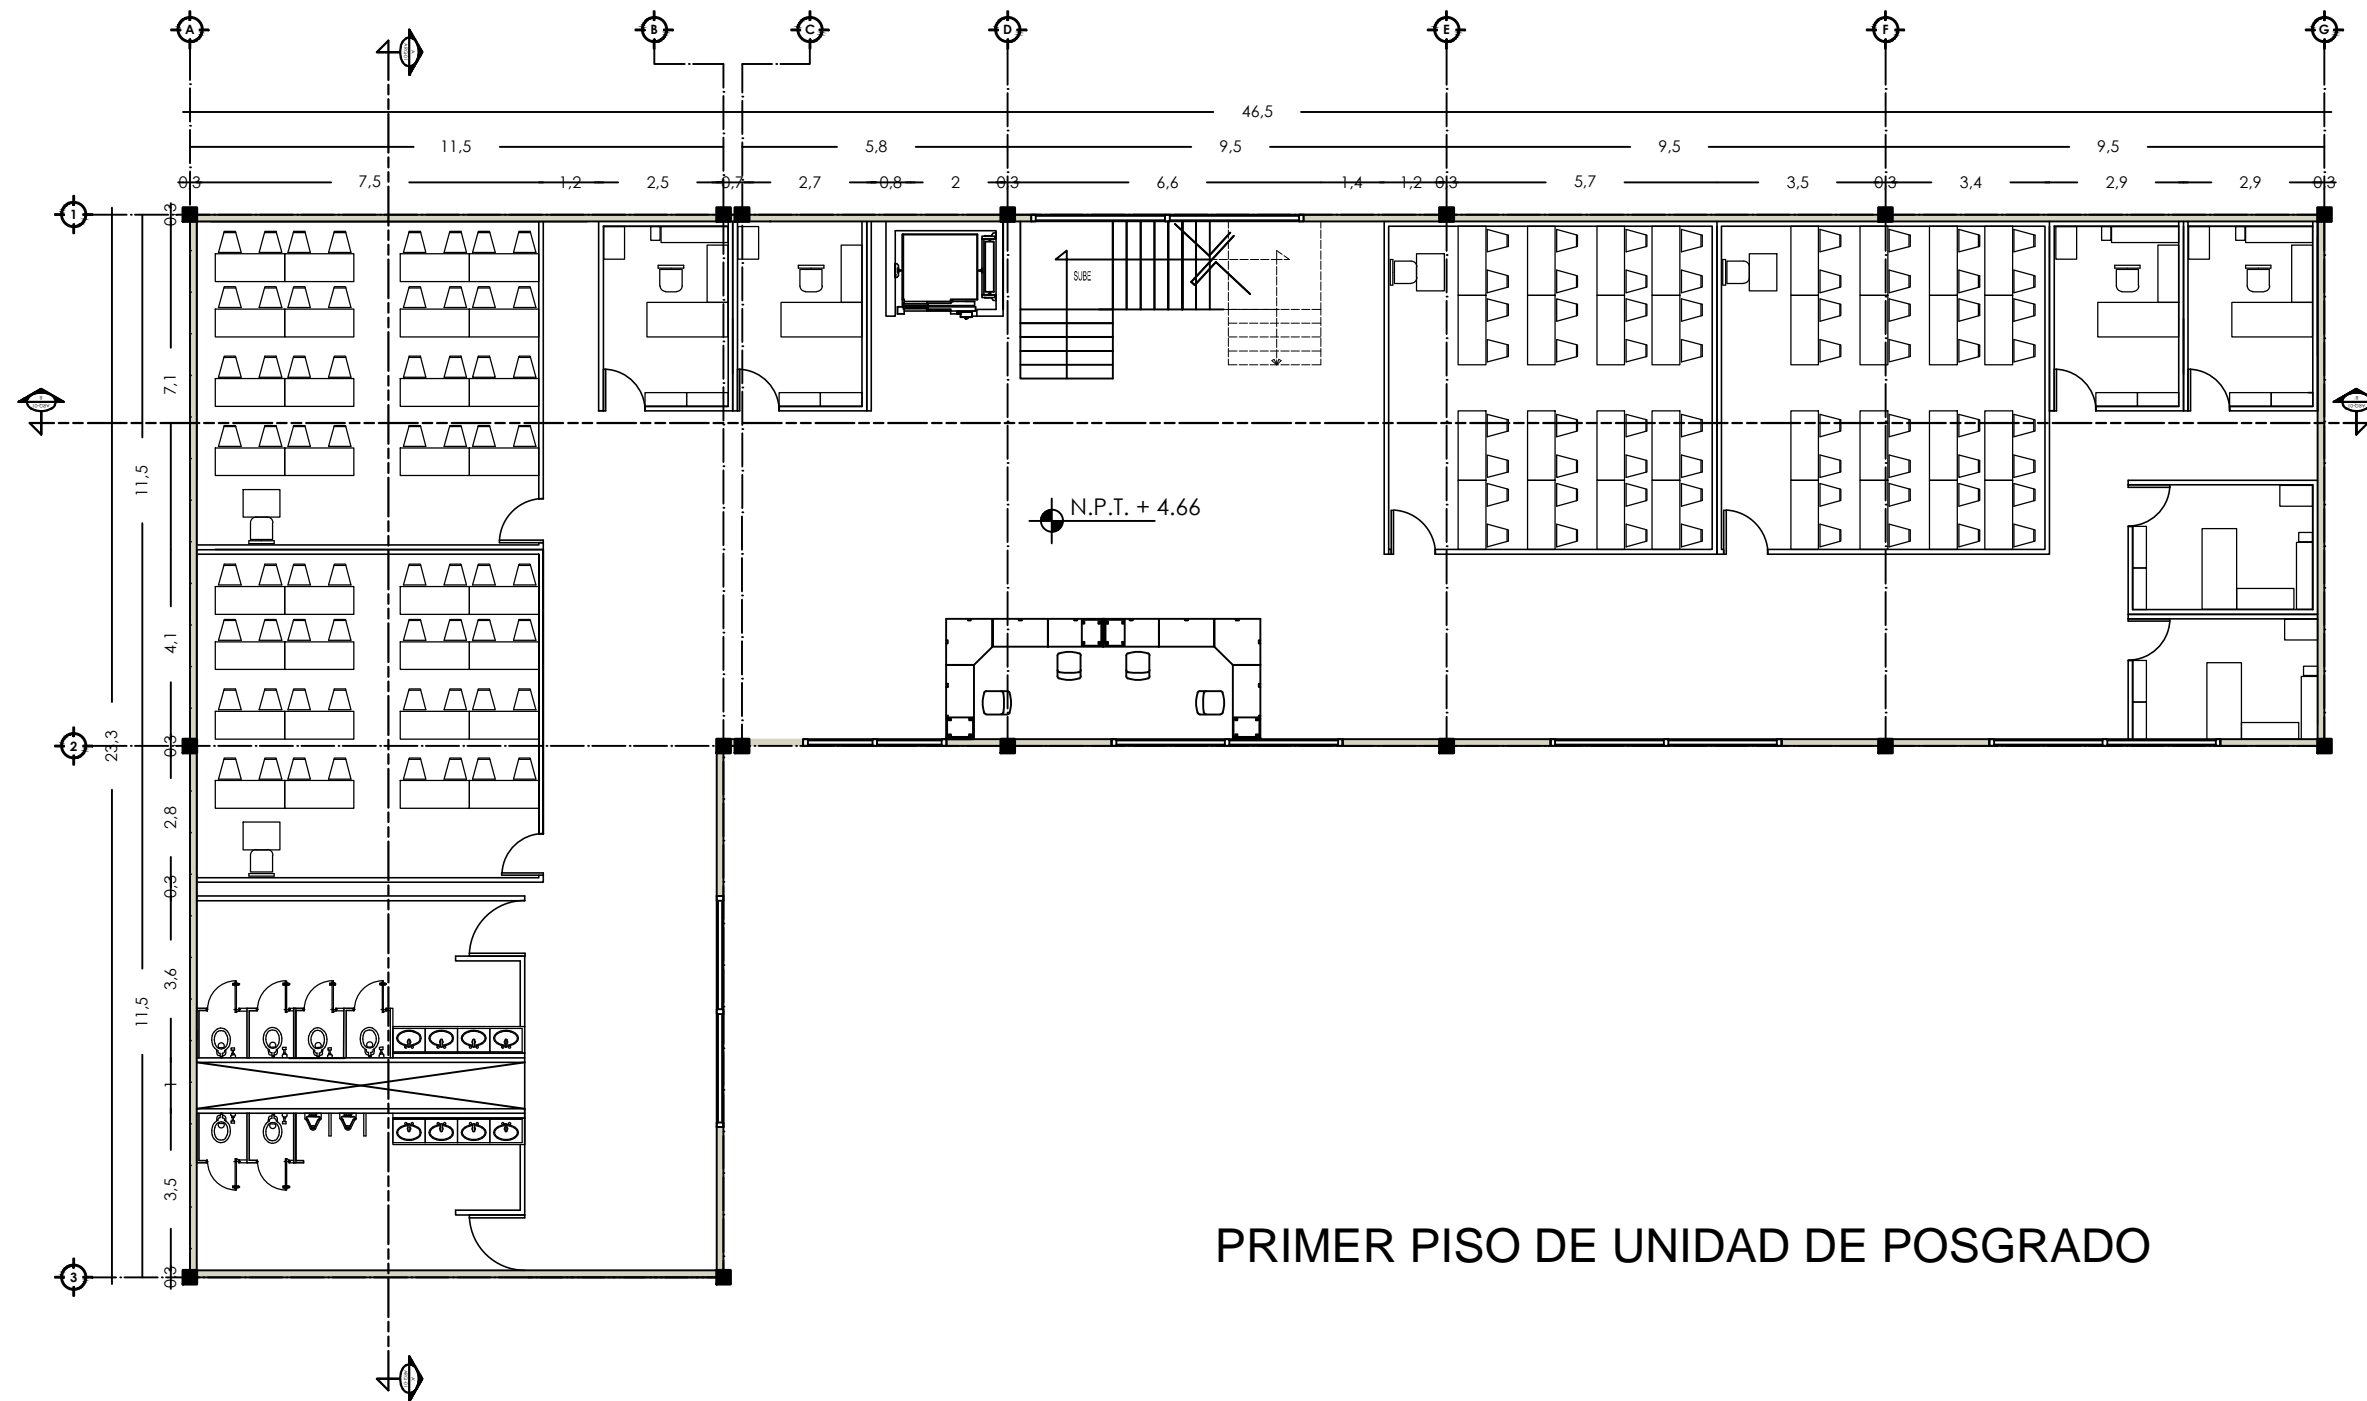 A B C D E F G
46,5
11,5 5,8 9,5 9,5 9,5
0,3 7,5 1,2 2,5 0,7 2,7 0,8 2 0,3 6,6 1,4 1,2 0,3 5,7 3,5 0,3 3,4 2,9 2,9 0,3
1
0,3
SUBE
7,1
11,5
N.P.T. + 4.66
4,1
2
0,3
23,3
2,8
0,3
3,6
11,5
1
3,5
PRIMER PISO DE UNIDAD DE POSGRADO
3
0,3